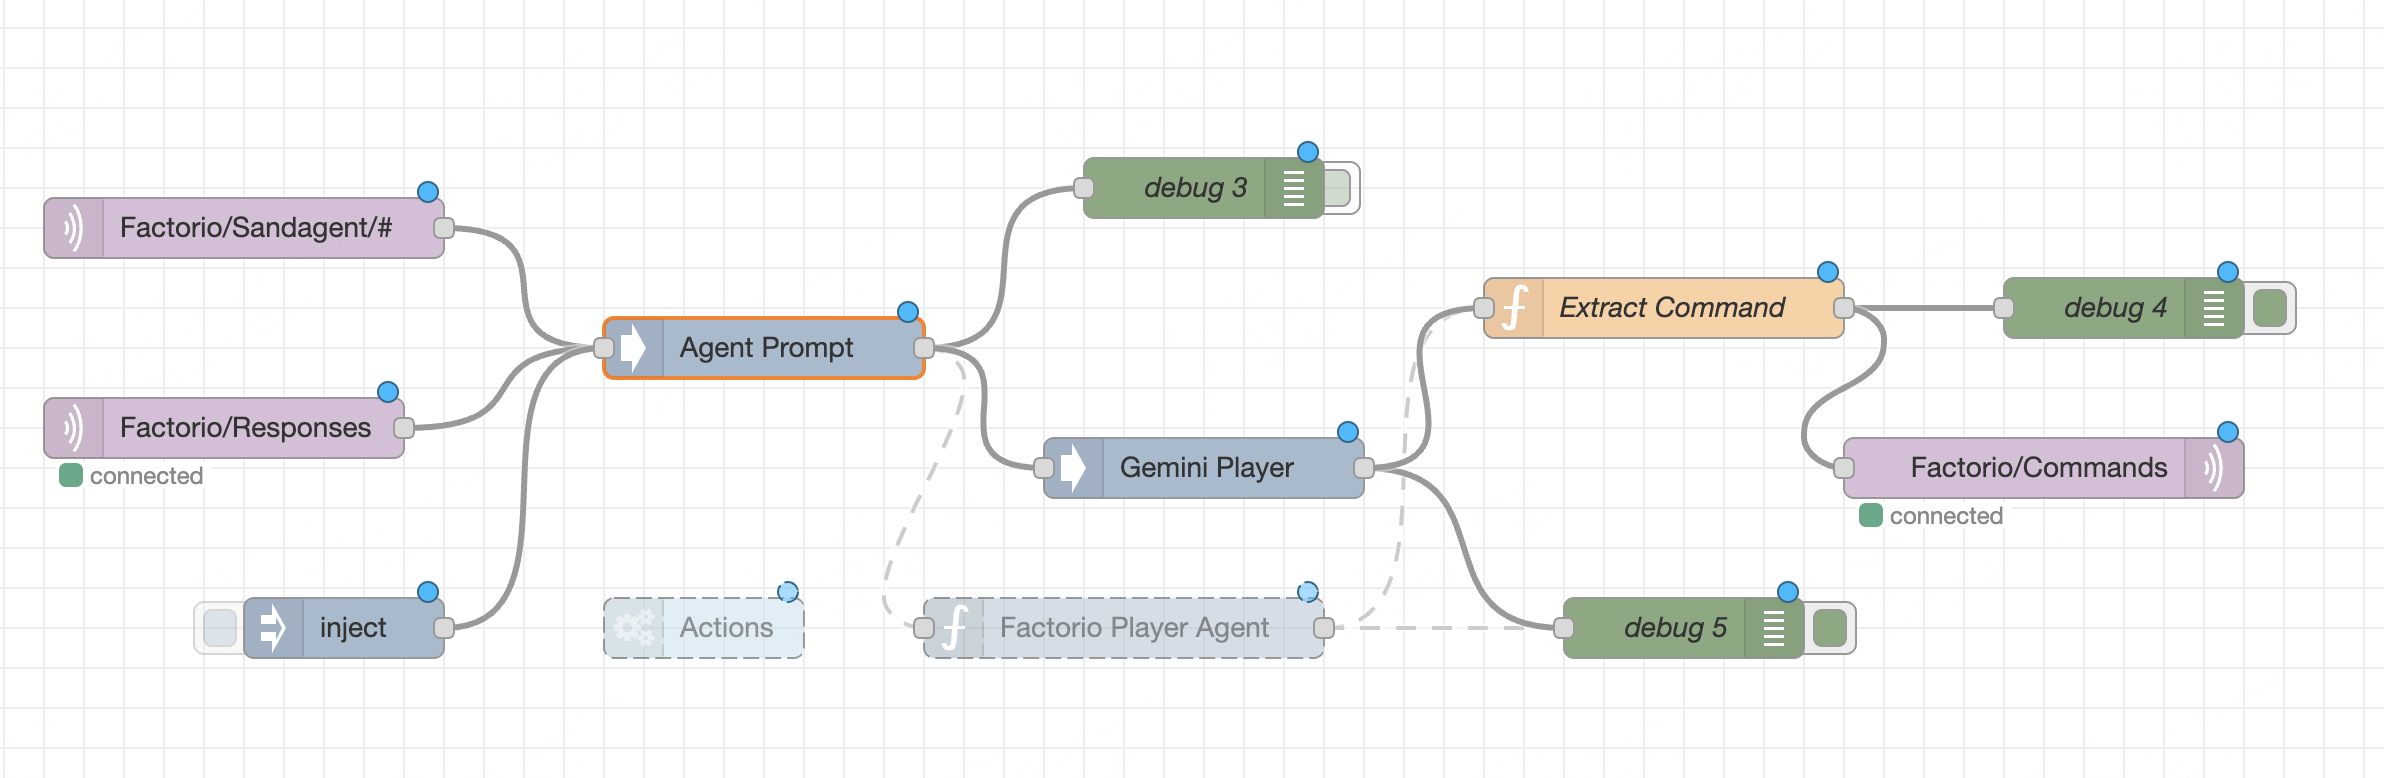 debug 3
Factorio/Sandagent/#
Extract Command
debug 4
Agent Prompt
Factorio/Responses
connected
Gemini Player
Factorio/Commands
connected
inject
Actions
Factorio Player Agent
debug 5